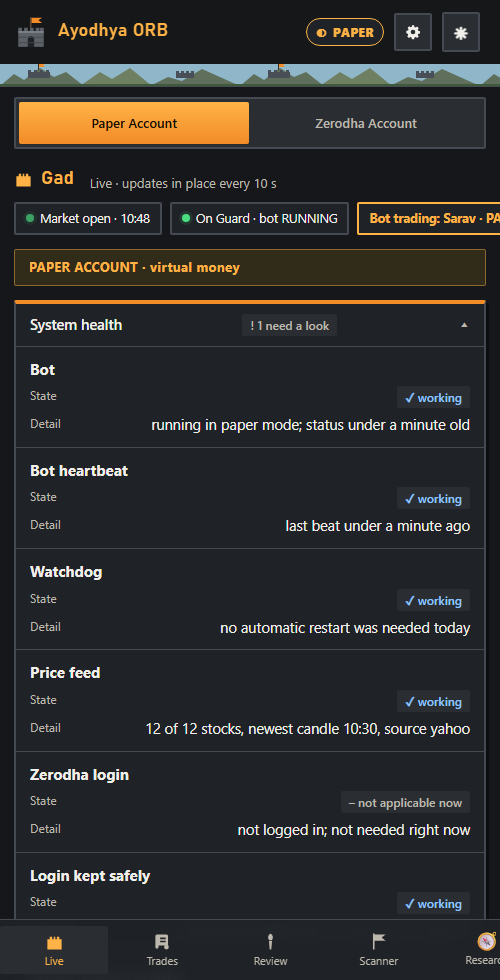 Ayodhya ORB
PAPER
Paper Account
Zerodha Account
Gad
Live · updates in place every 10 s
Market open · 10:48
On Guard · bot RUNNING
Bot trading: Sarav · PA
PAPER ACCOUNT · virtual money
System health
! 1 need a look
Bot
State
✓ working
Detail
running in paper mode; status under a minute old
Bot heartbeat
State
✓ working
Detail
last beat under a minute ago
Watchdog
State
✓ working
Detail
no automatic restart was needed today
Price feed
State
✓ working
Detail
12 of 12 stocks, newest candle 10:30, source yahoo
Zerodha login
State
– not applicable now
Detail
not logged in; not needed right now
Login kept safely
State
✓ working
Live
Trades
Review
Scanner
Researc